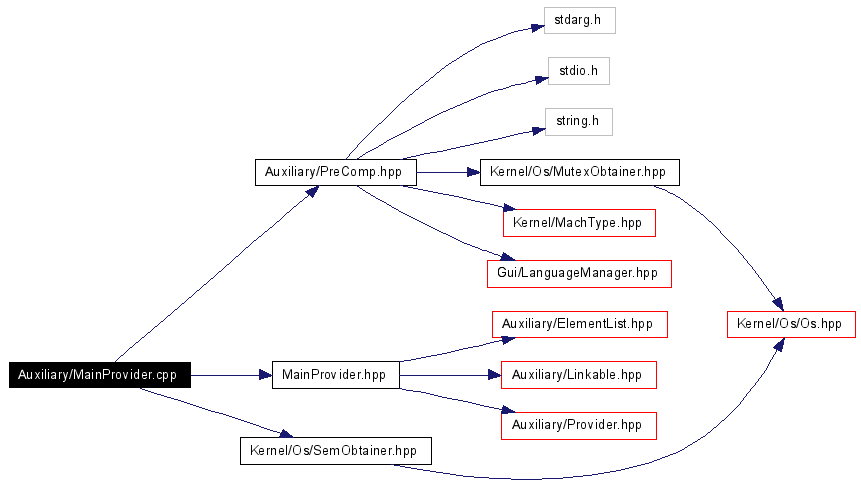 stdarg.h
stdio.h
string.h
Auxiliary/PreComp.hpp
Kernel/Os/MutexObtainer.hpp
Kernel/MachType.hpp
Gui/LanguageManager.hpp
Auxiliary/ElementList.hpp
Kernel/Os/Os.hpp
Auxiliary/MainProvider.cpp
MainProvider.hpp
Auxiliary/Linkable.hpp
Auxiliary/Provider.hpp
Kernel/Os/SemObtainer.hpp